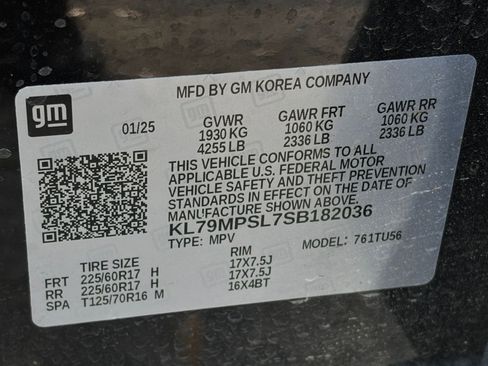 gm
MFD BY GM KOREA COMPANY
01/25 GVWR GAWR FRT GAWR RR
1930 KG 1060 KG 1060 KG
4255 LB 2336 LB 2336 LB
THIS VEHICLE CONFORMS TO ALL
APPLICABLE U.S. FEDERAL MOTOR
VEHICLE SAFETY AND THEFT PREVENTION
STANDARDS IN EFFECT ON THE DATE OF
MANUFACTURE SHOWN ABOVE.
KL79MPSL7SB182036
TYPE: MPV MODEL: 761TU56
TIRE SIZE RIM
FRT 225/60R17 H 17X7.5J
RR 225/60R17 H 17X7.5J
SPA T125/70R16 M 16X4BT